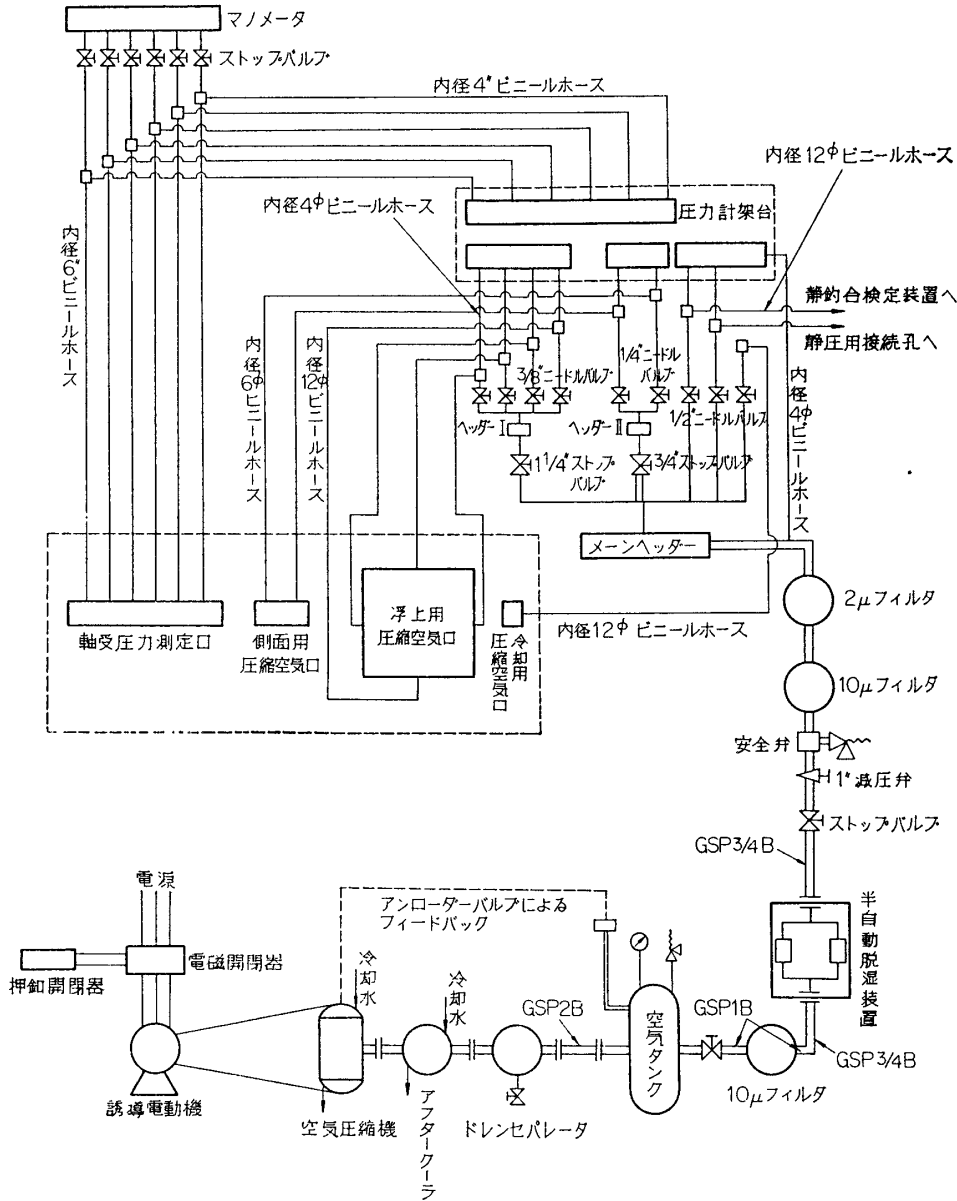 マノメータ
ストップバルブ
内径4φビニールホース
内径12φビニールホース
内径4φビニールホース
圧力計架台
内径6φビニールホース
静釣合検定装置へ
静圧用接続孔へ
内径6φビニールホース
内径12φビニールホース
3/8"ニードルバルブ
1/4"ニードル
バルブ
1/2"ニードルバルブ
内径4φビニールホース
ヘッダーⅠ
ヘッダーⅡ
1 1/4"ストップ
バルブ
3/4"ストップバルブ
メーンヘッダー
浮上用
圧縮空気口
2μフィルタ
軸受圧力測定口
側面用
圧縮空気口
冷却用
圧縮空気口
内径12φビニールホース
10μフィルタ
安全弁
1"減圧弁
ストップバルブ
GSP3/4B
電源
アンローダーバルブによる
フィードバック
半自動脱湿装置
押釦開閉器
電磁開閉器
冷却水
冷却水
GSP2B
空気タンク
GSP1B
GSP3/4B
誘導電動機
空気圧縮機
アフタークーラ
ドレンセパレータ
10μフィルタ